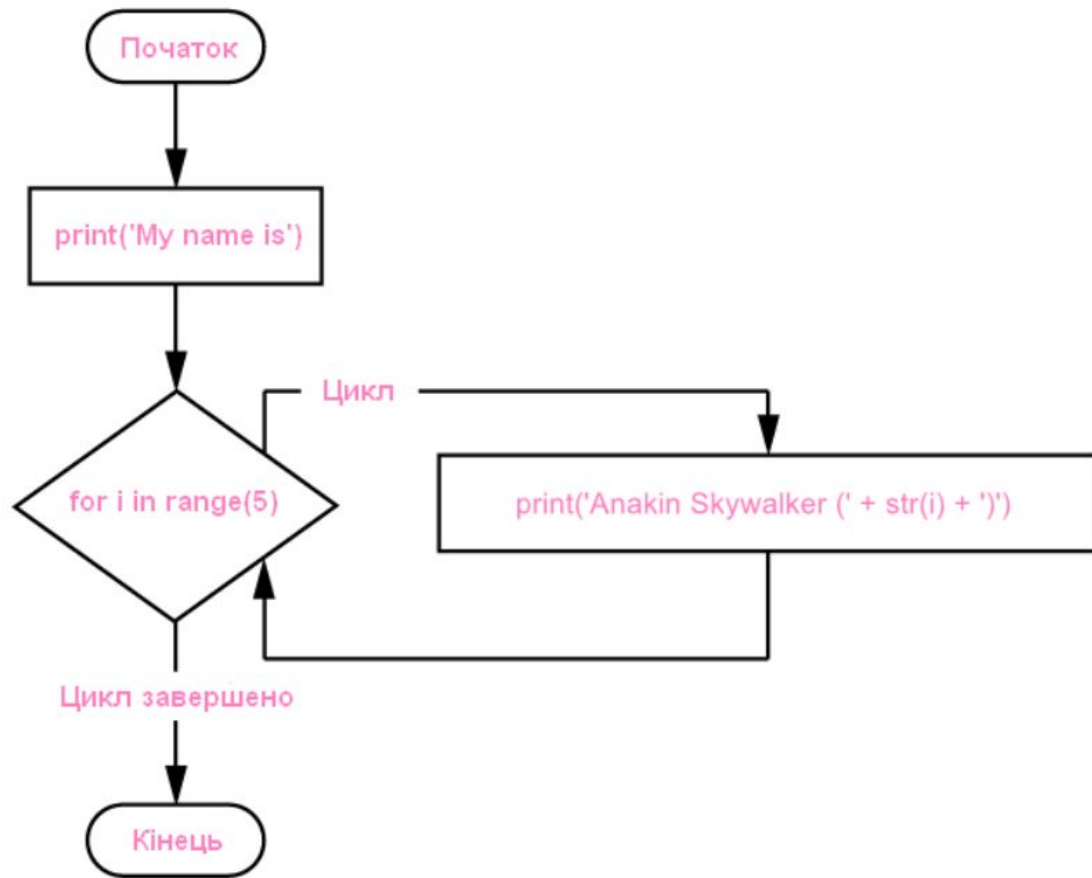 Початок
print('My name is')
Цикл
for i in range(5)
print('Anakin Skywalker (' + str(i) + ')')
Цикл завершено
Кінець